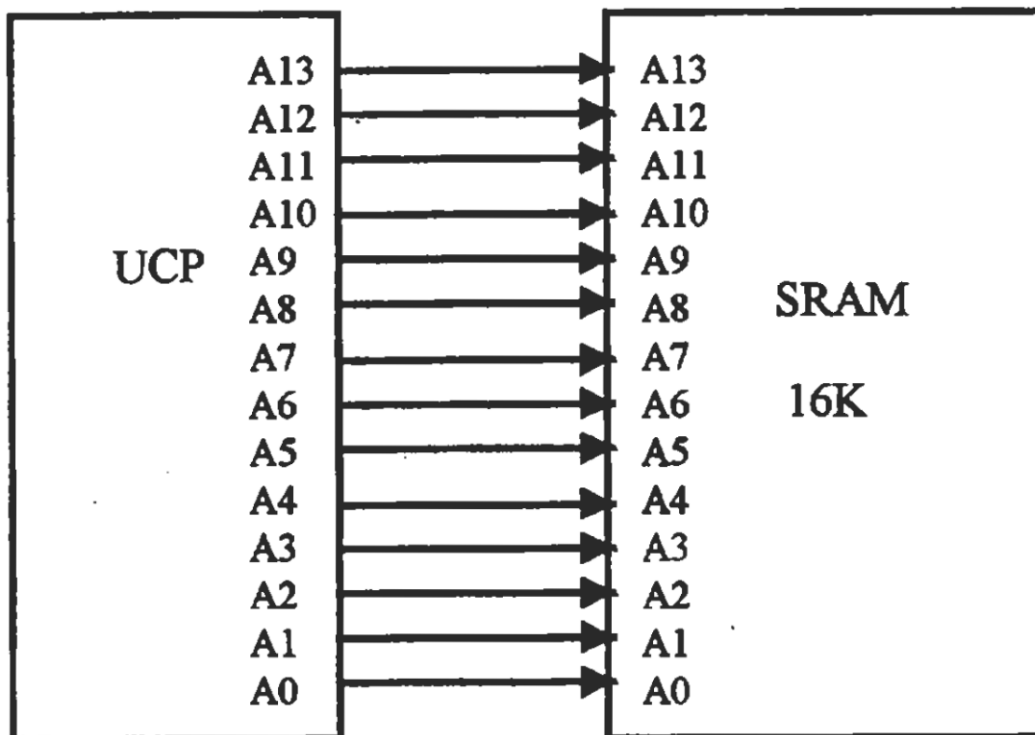 A13 A13
A12 A12
A11 A11
A10 A10
UCP A9 A9
A8 A8 SRAM
A7 A7
A6 A6 16K
A5 A5
A4 A4
A3 A3
A2 A2
A1 A1
A0 A0